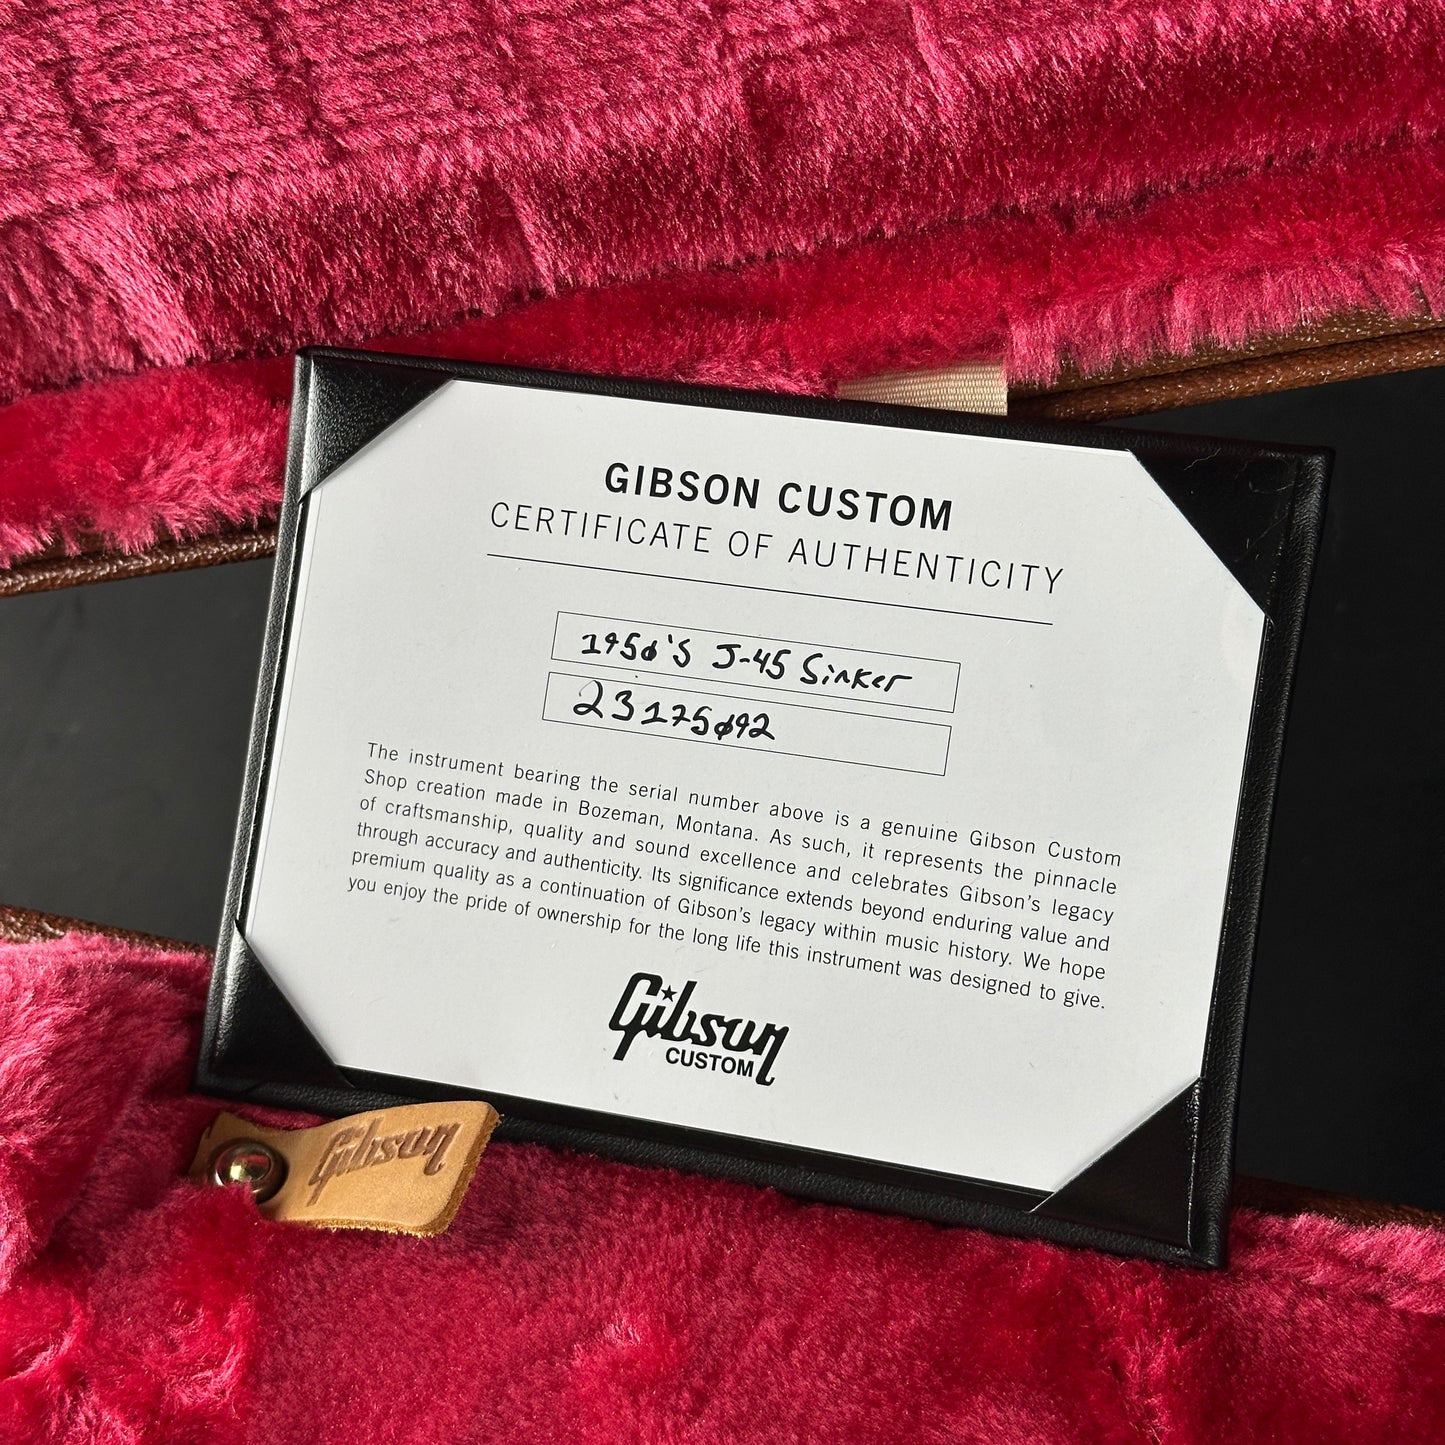 GIBSON CUSTOM
CERTIFICATE OF AUTHENTICITY
1950's J-45 Sinker
23175092
The instrument bearing the serial number above is a genuine Gibson Custom
Shop creation made in Bozeman, Montana. As such, it represents the pinnacle
of craftsmanship, quality and sound excellence and celebrates Gibson's legacy
through accuracy and authenticity. Its significance extends beyond enduring value and
premium quality as a continuation of Gibson's legacy within music history. We hope
you enjoy the pride of ownership for the long life this instrument was designed to give.
Gibson
CUSTOM
Gibson